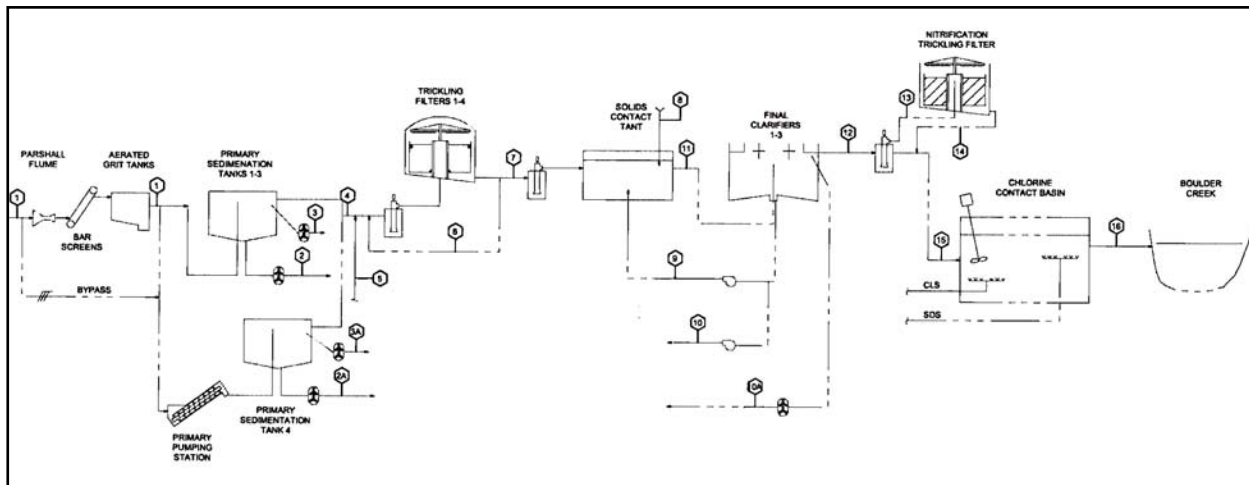 NITRIFICATION
TRICKLING FILTER
TRICKLING
FILTERS 1-4
SOLIDS
CONTACT
TANT
8
FINAL
CLARIFIERS
1-3
13
PARSHALL
FLUME
AERATED
GRIT TANKS
PRIMARY
SEDIMENATION
TANKS 1-3
7
11
12
14
1
1
4
CHLORINE
CONTACT BASIN
BOULDER
CREEK
3
BAR
SCREENS
6
15
16
2
9
5
BYPASS
CLS
SDS
3A
10
2A
10A
PRIMARY
SEDIMENTATION
TANK 4
PRIMARY
PUMPING
STATION